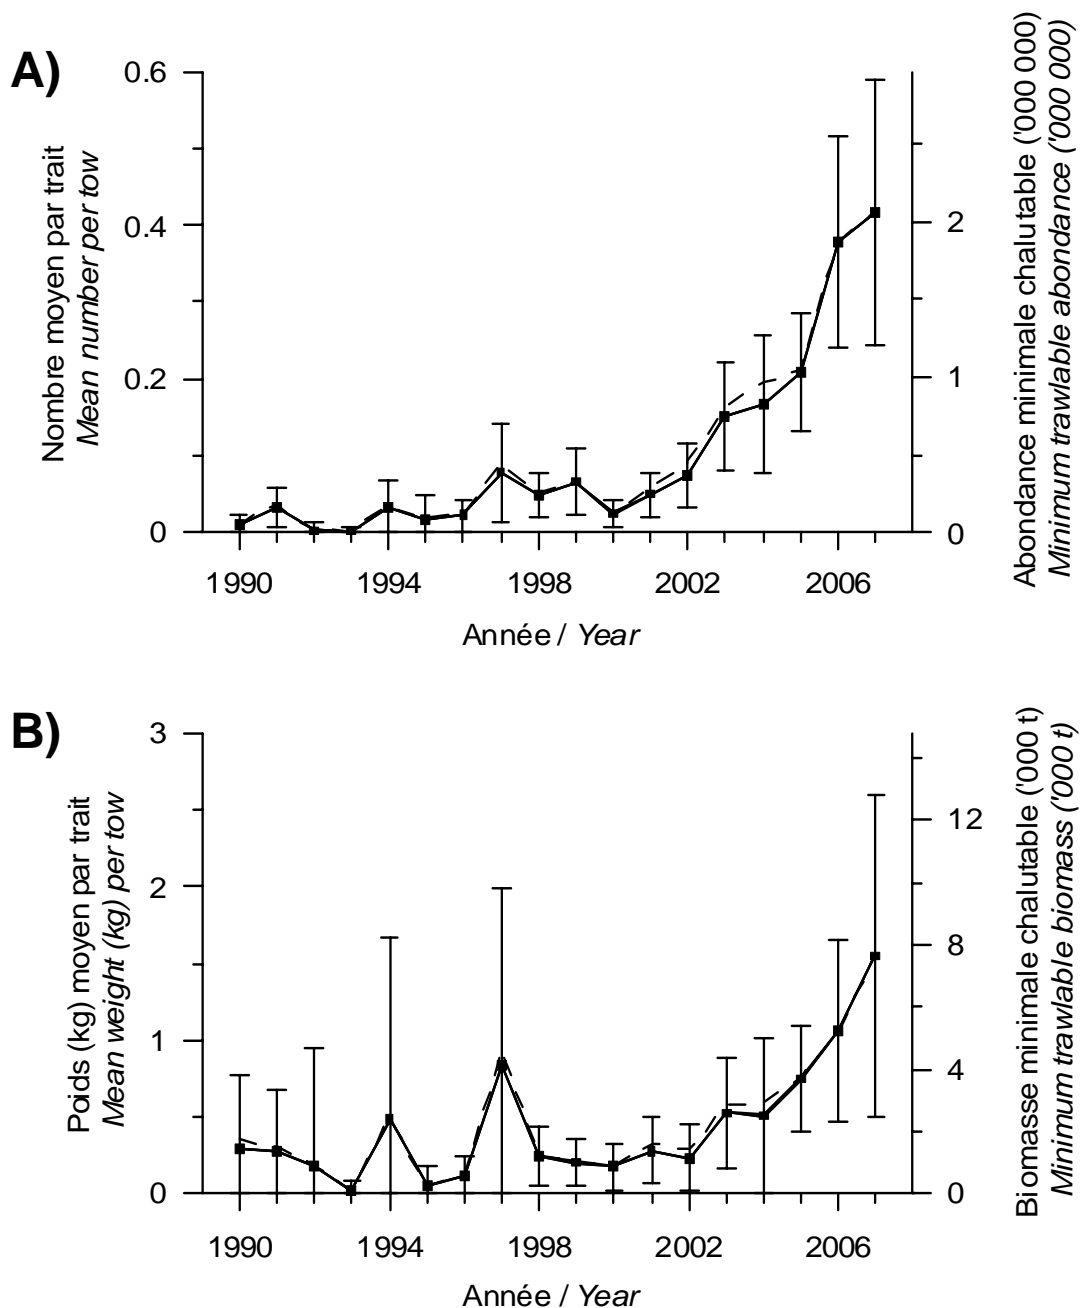 A)
Nombre moyen par trait
Mean number per tow
0.6
0.4
0.2
0
2
1
0
Abondance minimale chalutable ('000 000)
Minimum trawlable abondance ('000 000)
1990 1994 1998 2002 2006
Année / Year
B)
Poids (kg) moyen par trait
Mean weight (kg) per tow
3
2
1
0
12
8
4
0
Biomasse minimale chalutable ('000 t)
Minimum trawlable biomass ('000 t)
1990 1994 1998 2002 2006
Année / Year